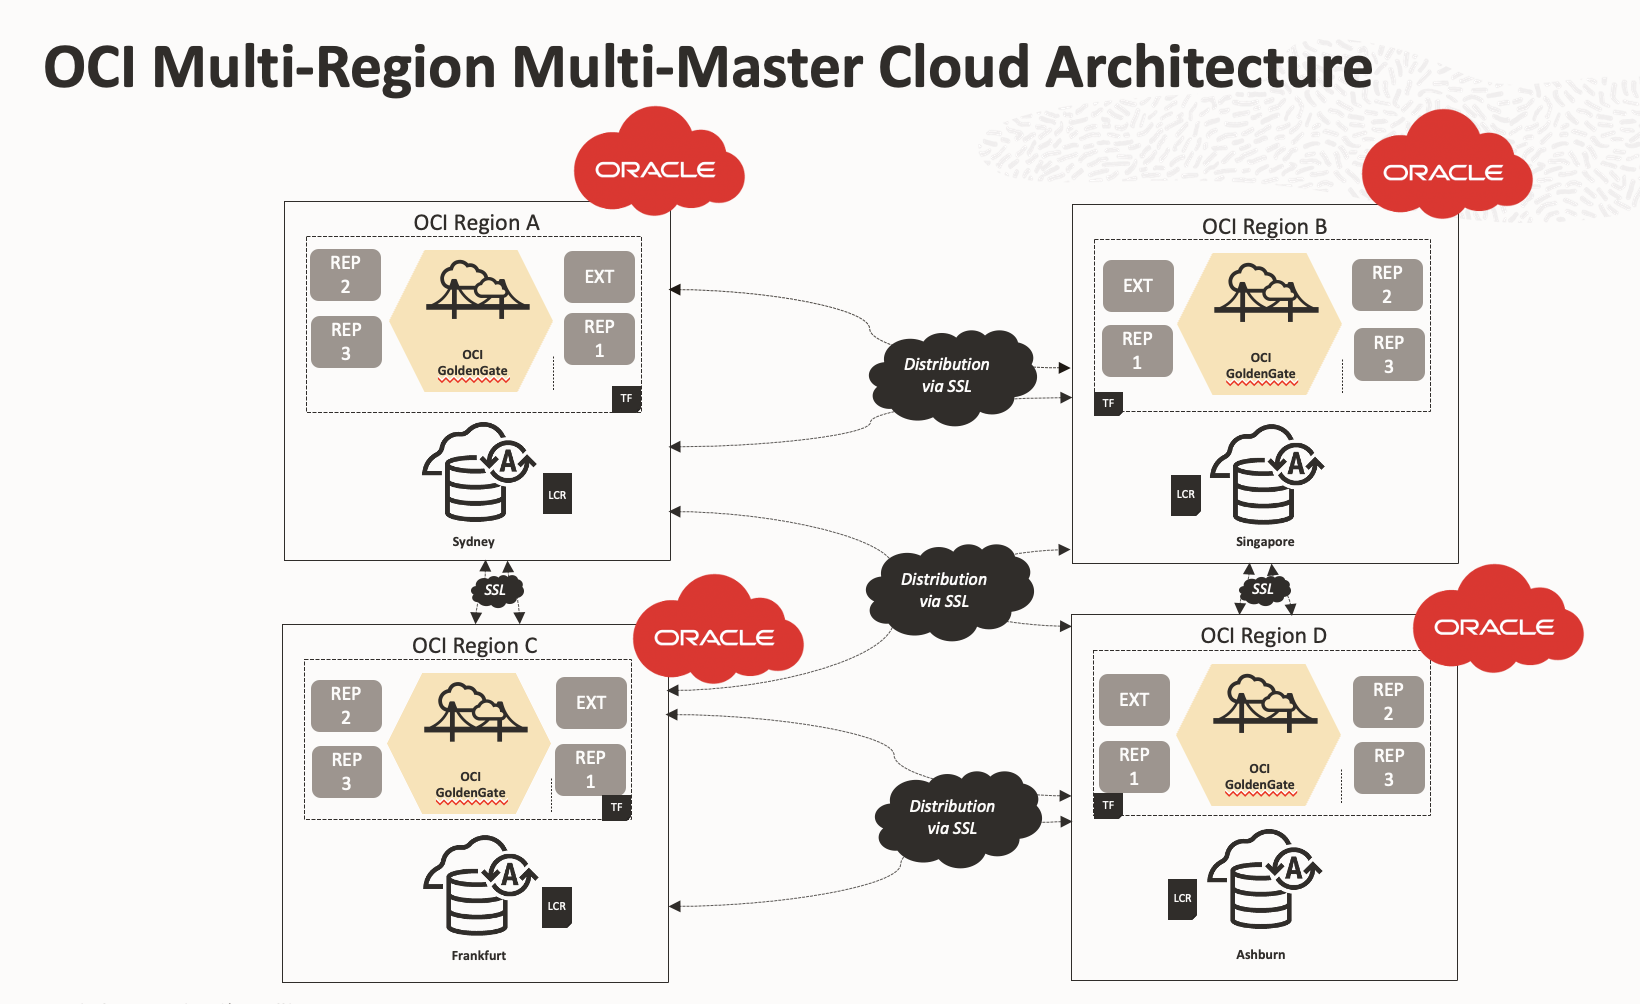 OCI Multi-Region Multi-Master Cloud Architecture
ORACLE
ORACLE
OCI Region A
REP
2
REP
3
OCI
GoldenGate
EXT
REP
1
TF
LCR
Sydney
Distribution
via SSL
OCI Region B
EXT
REP
1
TF
OCI
GoldenGate
REP
2
REP
3
LCR
Singapore
SSL
Distribution
via SSL
SSL
ORACLE
ORACLE
OCI Region C
REP
2
REP
3
OCI
GoldenGate
EXT
REP
1
TF
LCR
Frankfurt
Distribution
via SSL
OCI Region D
EXT
REP
1
TF
OCI
GoldenGate
REP
2
REP
3
LCR
Ashburn